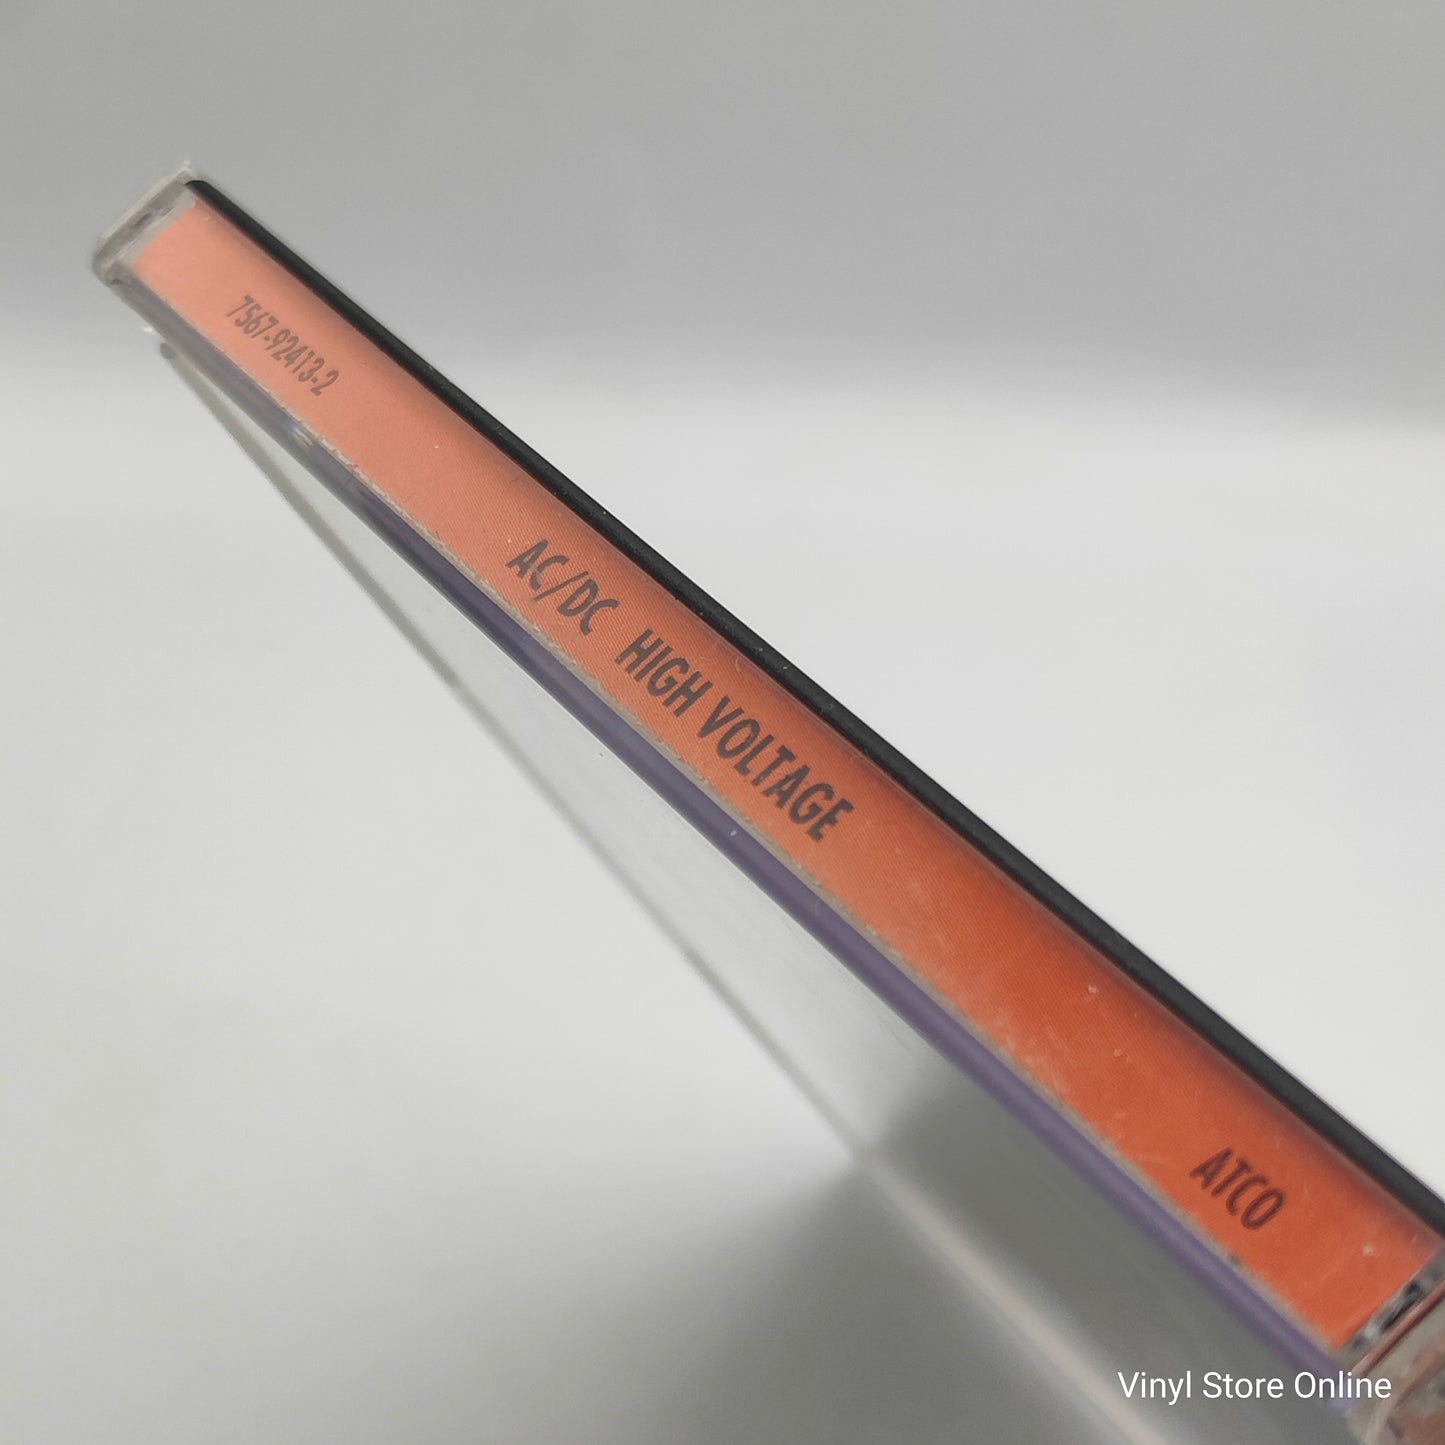 7567-92413-2
AC/DC HIGH VOLTAGE
ATCO
Vinyl Store Online